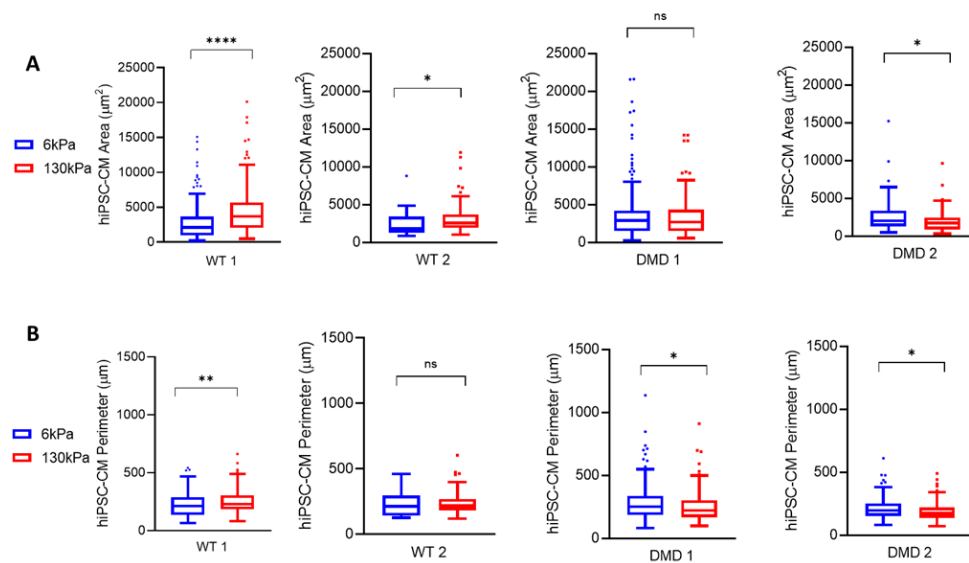 A
6kPa
130kPa
hiPSC-CM Area (μm²)
25000
20000
15000
10000
5000
0
****
WT 1
hiPSC-CM Area (μm²)
25000
20000
15000
10000
5000
0
*
WT 2
hiPSC-CM Area (μm²)
25000
20000
15000
10000
5000
0
ns
DMD 1
hiPSC-CM Area (μm²)
25000
20000
15000
10000
5000
0
*
DMD 2
B
6kPa
130kPa
hiPSC-CM Perimeter (μm)
1500
1000
500
0
**
WT 1
hiPSC-CM Perimeter (μm)
1500
1000
500
0
ns
WT 2
hiPSC-CM Perimeter (μm)
1500
1000
500
0
*
DMD 1
hiPSC-CM Perimeter (μm)
1500
1000
500
0
*
DMD 2